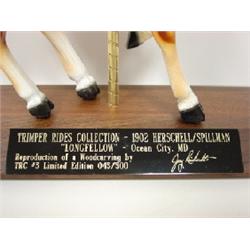 TRIMPER RIDES COLLECTION - 1902 HERSCHELL/SPILLMAN
"LONGFELLOW" - Ocean City, MD
Reproduction of a Woodcarving by
TRC #3 Limited Edition 043/500